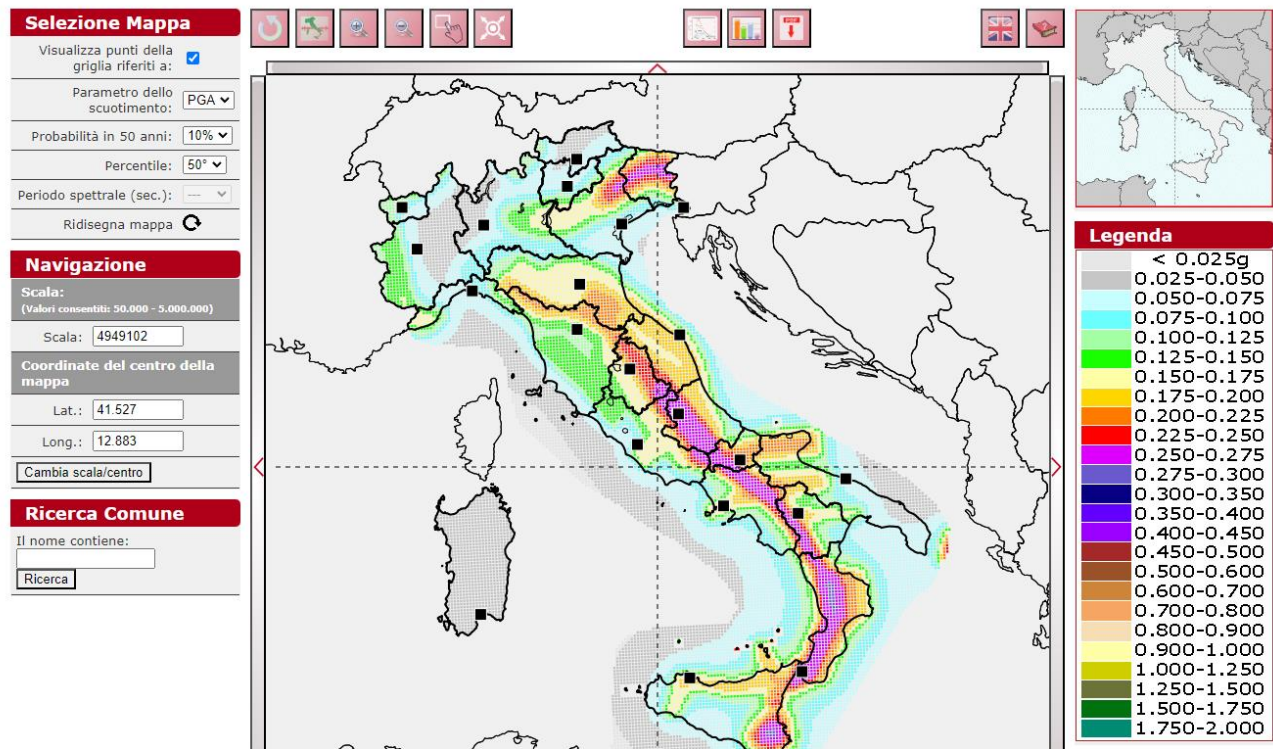 Selezione Mappa
Visualizza punti della
griglia riferiti a:
Parametro dello
scuotimento: PGA
Probabilità in 50 anni: 10%
Percentile: 50°
Periodo spettrale (sec.): ---
Ridisegna mappa
Navigazione
Scala:
(Valori consentiti: 50.000 - 5.000.000)
Scala: 4949102
Coordinate del centro della
mappa
Lat.: 41.527
Long.: 12.883
Cambia scala/centro
Ricerca Comune
Il nome contiene:
Ricerca
Legenda
< 0.025g
0.025-0.050
0.050-0.075
0.075-0.100
0.100-0.125
0.125-0.150
0.150-0.175
0.175-0.200
0.200-0.225
0.225-0.250
0.250-0.275
0.275-0.300
0.300-0.350
0.350-0.400
0.400-0.450
0.450-0.500
0.500-0.600
0.600-0.700
0.700-0.800
0.800-0.900
0.900-1.000
1.000-1.250
1.250-1.500
1.500-1.750
1.750-2.000